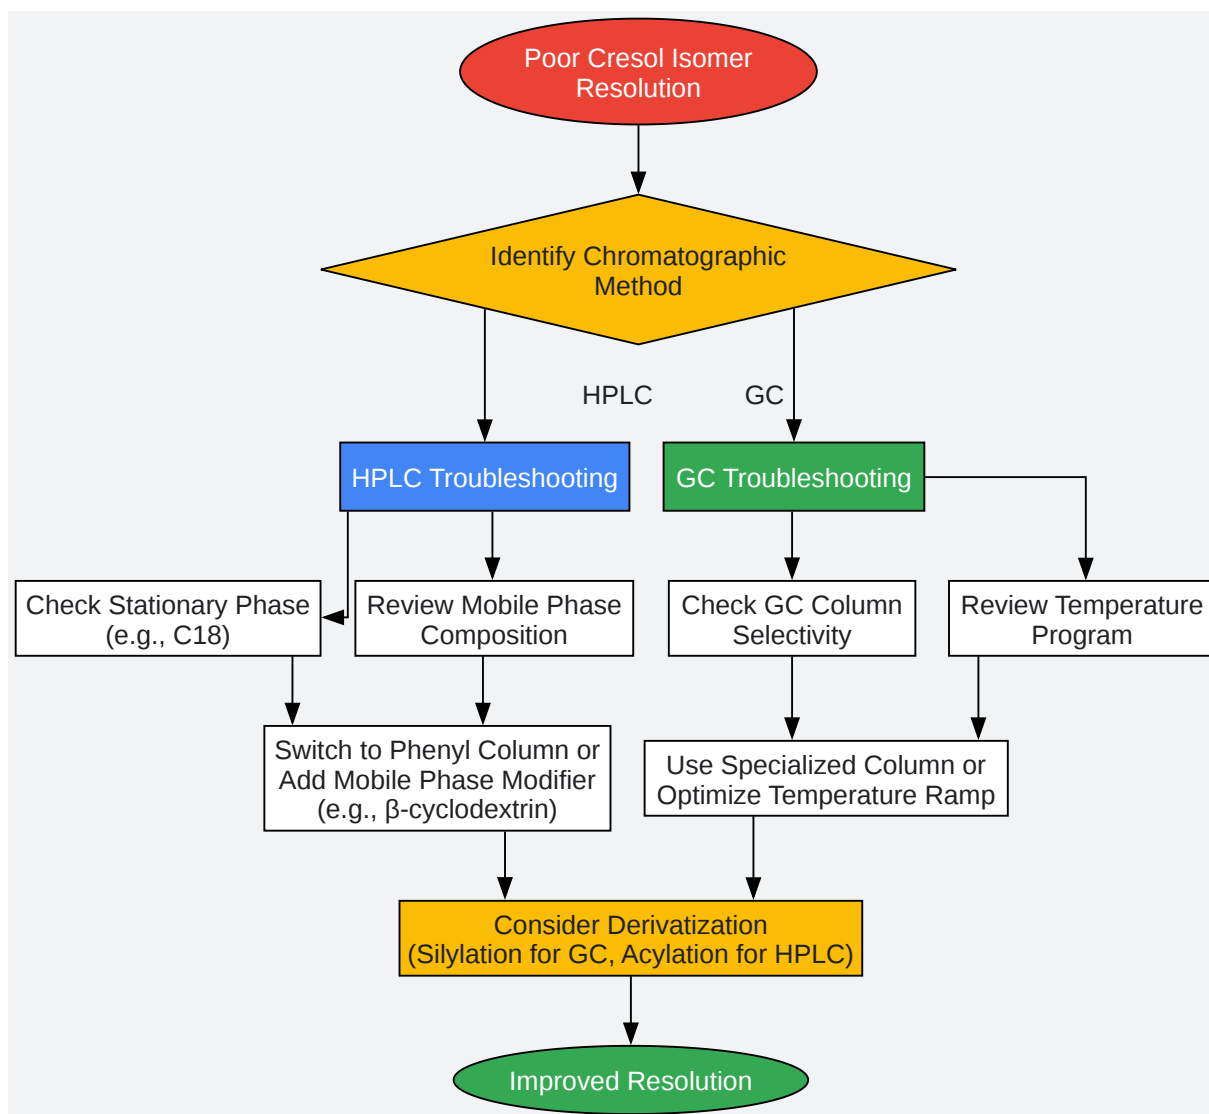 Poor Cresol Isomer
Resolution
Identify Chromatographic
Method
HPLC
GC
HPLC Troubleshooting
GC Troubleshooting
Check Stationary Phase
(e.g., C18)
Review Mobile Phase
Composition
Check GC Column
Selectivity
Review Temperature
Program
Switch to Phenyl Column or
Add Mobile Phase Modifier
(e.g., β-cyclodextrin)
Use Specialized Column or
Optimize Temperature Ramp
Consider Derivatization
(Silylation for GC, Acylation for HPLC)
Improved Resolution